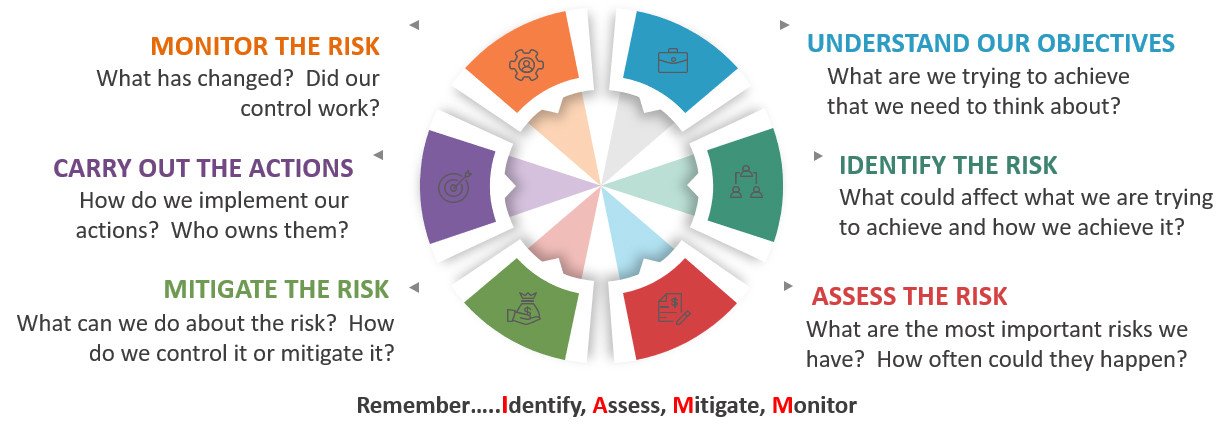 MONITOR THE RISK
What has changed?  Did our
control work?
UNDERSTAND OUR OBJECTIVES
What are we trying to achieve
that we need to think about?
CARRY OUT THE ACTIONS
How do we implement our
actions?  Who owns them?
IDENTIFY THE RISK
What could affect what we are trying
to achieve and how we achieve it?
MITIGATE THE RISK
What can we do about the risk?  How
do we control it or mitigate it?
ASSESS THE RISK
What are the most important risks we
have?  How often could they happen?
$
$
Remember…..Identify, Assess, Mitigate, Monitor